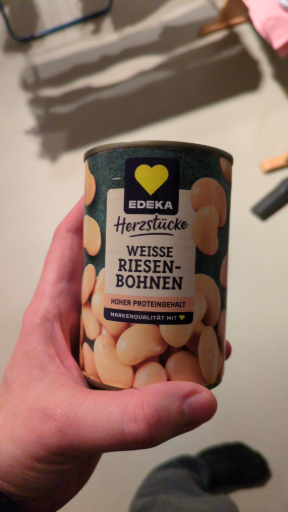 EDEKA
Herzstücke
WEISSE
RIESEN-
BOHNEN
HOHER PROTEINGEHALT
MARKENQUALITÄT MIT